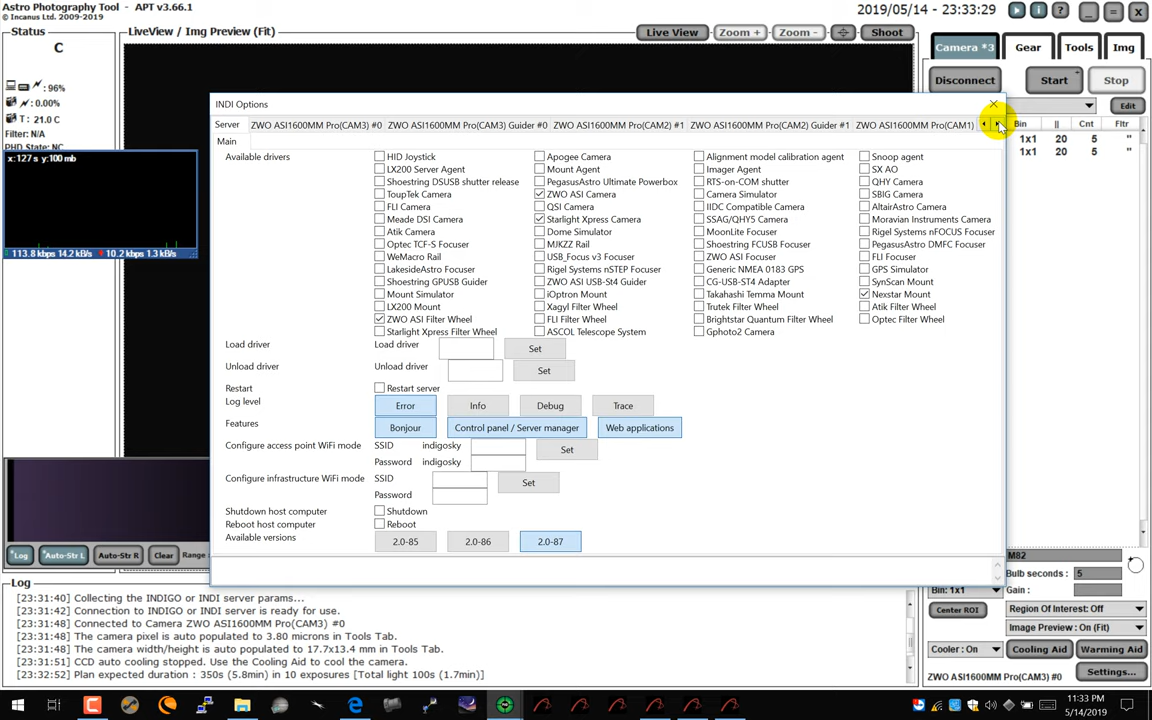 Astro Photography Tool - APT v3.66.1
© Incanus Ltd. 2009-2019
2019/05/14 - 23:33:29
Status
C
: 96%
: 0.00%
T : 21.0 C
Filter: N/A
PHD State: NC
x:127 s y:100 mb
113.8 kbps 14.2 kB/s
10.2 kbps 1.3 kB/s
LiveView / Img Preview (Fit)
Live View
Zoom +
Zoom -
Shoot
Camera *3
Gear
Tools
Img
Disconnect
Start
Stop
Edit
Bin || Cnt Fltr
1x1 20 5 "
1x1 20 5 "
INDI Options
Server
ZWO ASI1600MM Pro(CAM3) #0
ZWO ASI1600MM Pro(CAM3) Guider #0
ZWO ASI1600MM Pro(CAM2) #1
ZWO ASI1600MM Pro(CAM2) Guider #1
ZWO ASI1600MM Pro(CAM1)
Main
Available drivers
HID Joystick
Apogee Camera
Alignment model calibration agent
Snoop agent
LX200 Server Agent
Mount Agent
Imager Agent
SX AO
Shoestring DSUSB shutter release
PegasusAstro Ultimate Powerbox
RTS-on-COM shutter
QHY Camera
ToupTek Camera
ZWO ASI Camera
Camera Simulator
SBIG Camera
FLI Camera
QSI Camera
IIDC Compatible Camera
AltairAstro Camera
Meade DSI Camera
Starlight Xpress Camera
SSAG/QHY5 Camera
Moravian Instruments Camera
Atik Camera
Dome Simulator
MoonLite Focuser
Rigel Systems nFOCUS Focuser
Optec TCF-S Focuser
MJKZZ Rail
Shoestring FCUSB Focuser
PegasusAstro DMFC Focuser
WeMacro Rail
USB_Focus v3 Focuser
ZWO ASI Focuser
FLI Focuser
LakesideAstro Focuser
Rigel Systems nSTEP Focuser
Generic NMEA 0183 GPS
GPS Simulator
Shoestring GPUSB Guider
ZWO ASI USB-St4 Guider
CG-USB-ST4 Adapter
SynScan Mount
Mount Simulator
iOptron Mount
Takahashi Temma Mount
Nexstar Mount
LX200 Mount
Xagyl Filter Wheel
Trutek Filter Wheel
Atik Filter Wheel
ZWO ASI Filter Wheel
FLI Filter Wheel
Brightstar Quantum Filter Wheel
Optec Filter Wheel
Starlight Xpress Filter Wheel
ASCOL Telescope System
Gphoto2 Camera
Load driver Load driver Set
Unload driver Unload driver Set
Restart Restart server
Log level Error Info Debug Trace
Features Bonjour Control panel / Server manager Web applications
Configure access point WiFi mode SSID indigosky Set
Password indigosky
Configure infrastructure WiFi mode SSID Set
Password
Shutdown host computer Shutdown
Reboot host computer Reboot
Available versions 2.0-85 2.0-86 2.0-87
*Log
*Auto-Str L
Auto-Str R
Clear
Range :
Log
[23:31:40] Collecting the INDIGO or INDI server params...
[23:31:42] Connection to INDIGO or INDI server is ready for use.
[23:31:48] Connected to Camera ZWO ASI1600MM Pro(CAM3) #0
[23:31:48] The camera pixel is auto populated to 3.80 microns in Tools Tab.
[23:31:48] The camera width/height is auto populated to 17.7x13.4 mm in Tools Tab.
[23:31:51] CCD auto cooling stopped. Use the Cooling Aid to cool the camera.
[23:32:52] Plan expected duration : 350s (5.8min) in 10 exposures [Total light 100s (1.7min)]
M82
Bulb seconds : 5
Bin: 1x1
Gain :
Center ROI
Region Of Interest: Off
Image Preview : On (Fit)
Cooler : On
Cooling Aid
Warming Aid
ZWO ASI1600MM Pro(CAM3) #0
Settings...
11:33 PM
5/14/2019